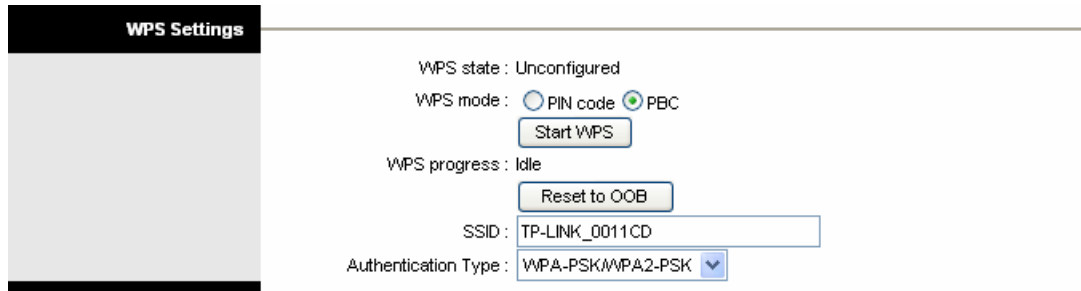 WPS Settings
WPS state : Unconfigured
WPS mode : PIN code PBC
Start WPS
WPS progress : Idle
Reset to OOB
SSID : TP-LINK_0011CD
Authentication Type : WPA-PSK/WPA2-PSK